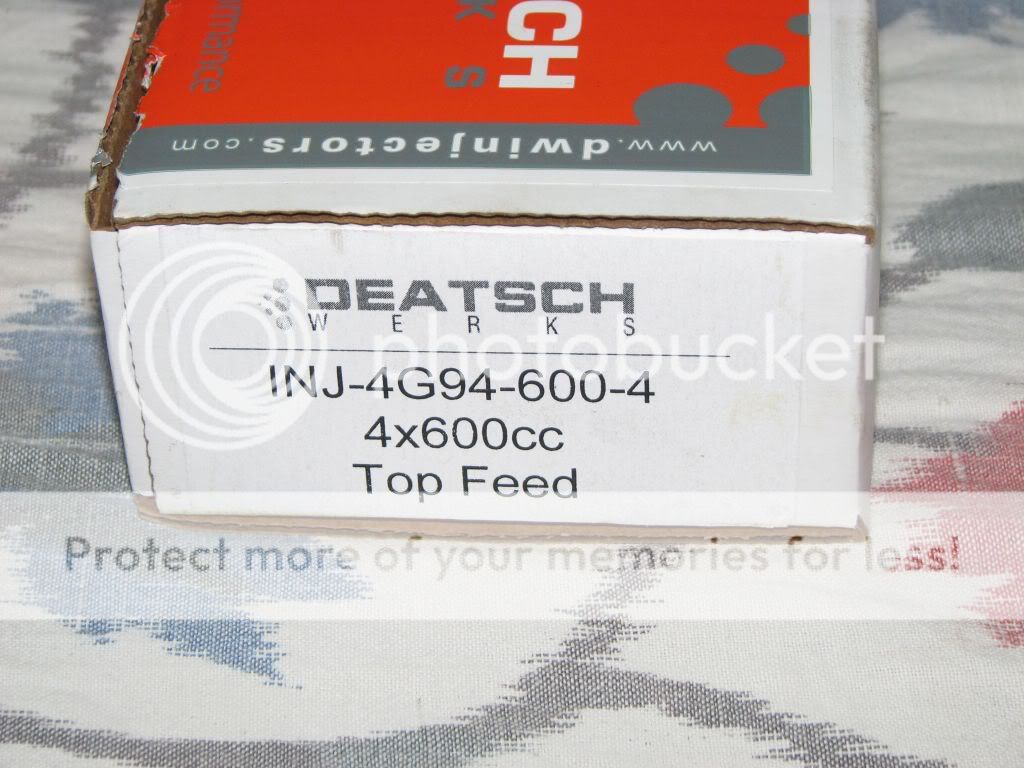 ormance
CH
K S
www.dwinjectors.com
DEATSCH
W E R K S
INJ-4G94-600-4
4x600cc
Top Feed
photobucket
Protect more of your memories for less!